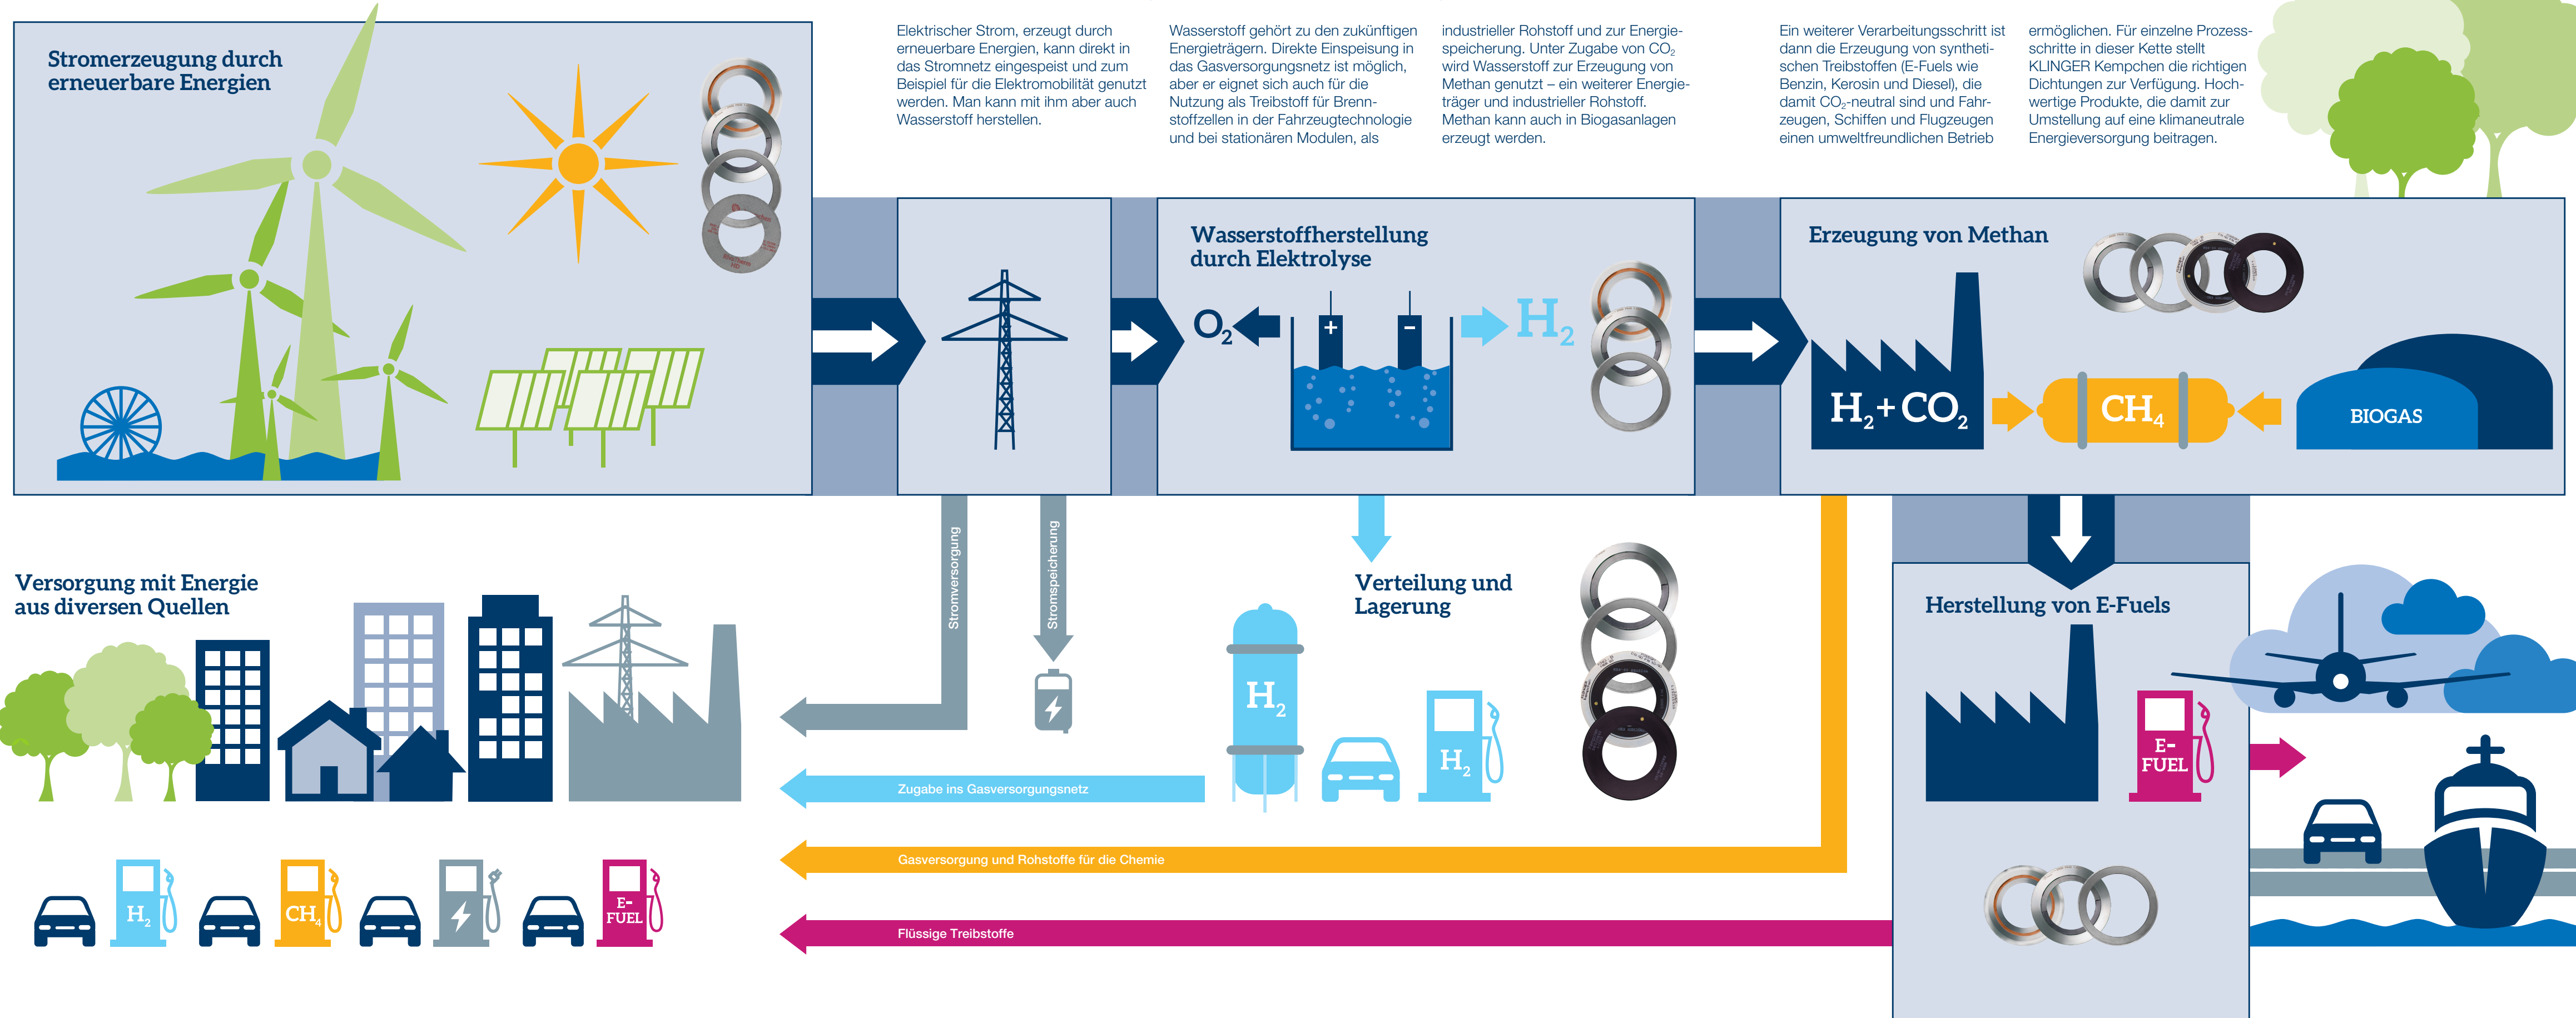 Stromerzeugung durch
erneuerbare Energien
Elektrischer Strom, erzeugt durch
erneuerbare Energien, kann direkt in
das Stromnetz eingespeist und zum
Beispiel für die Elektromobilität genutzt
werden. Man kann mit ihm aber auch
Wasserstoff herstellen.
Wasserstoff gehört zu den zukünftigen
Energieträgern. Direkte Einspeisung in
das Gasversorgungsnetz ist möglich,
aber er eignet sich auch für die
Nutzung als Treibstoff für Brenn-
stoffzellen in der Fahrzeugtechnologie
und bei stationären Modulen, als
industrieller Rohstoff und zur Energie-
speicherung. Unter Zugabe von CO₂
wird Wasserstoff zur Erzeugung von
Methan genutzt – ein weiterer Energie-
träger und industrieller Rohstoff.
Methan kann auch in Biogasanlagen
erzeugt werden.
Ein weiterer Verarbeitungsschritt ist
dann die Erzeugung von syntheti-
schen Treibstoffen (E-Fuels wie
Benzin, Kerosin und Diesel), die
damit CO₂-neutral sind und Fahr-
zeugen, Schiffen und Flugzeugen
einen umweltfreundlichen Betrieb
ermöglichen. Für einzelne Prozess-
schritte in dieser Kette stellt
KLINGER Kempchen die richtigen
Dichtungen zur Verfügung. Hoch-
wertige Produkte, die damit zur
Umstellung auf eine klimaneutrale
Energieversorgung beitragen.
Wasserstoffherstellung
durch Elektrolyse
O₂
+
−
H₂
Erzeugung von Methan
H₂+CO₂
CH₄
BIOGAS
Stromversorgung
Stromspeicherung
Versorgung mit Energie
aus diversen Quellen
Verteilung und
Lagerung
H₂
H₂
Herstellung von E-Fuels
E-
FUEL
Zugabe ins Gasversorgungsnetz
Gasversorgung und Rohstoffe für die Chemie
Flüssige Treibstoffe
H₂
CH₄
E-
FUEL